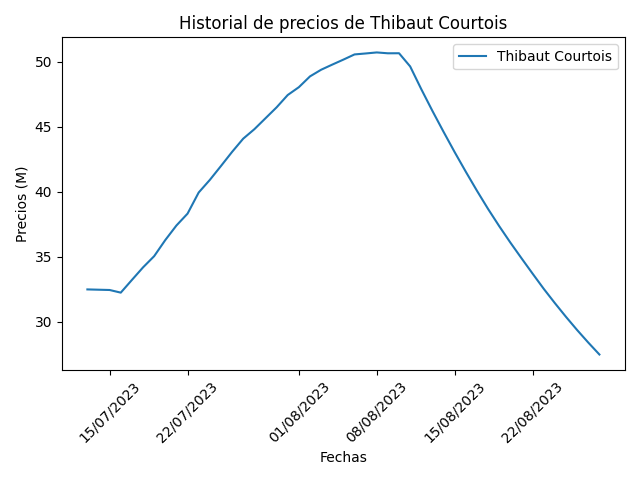 Historial de precios de Thibaut Courtois
Thibaut Courtois
Precios (M)
50
45
40
35
30
15/07/2023
22/07/2023
01/08/2023
08/08/2023
15/08/2023
22/08/2023
Fechas